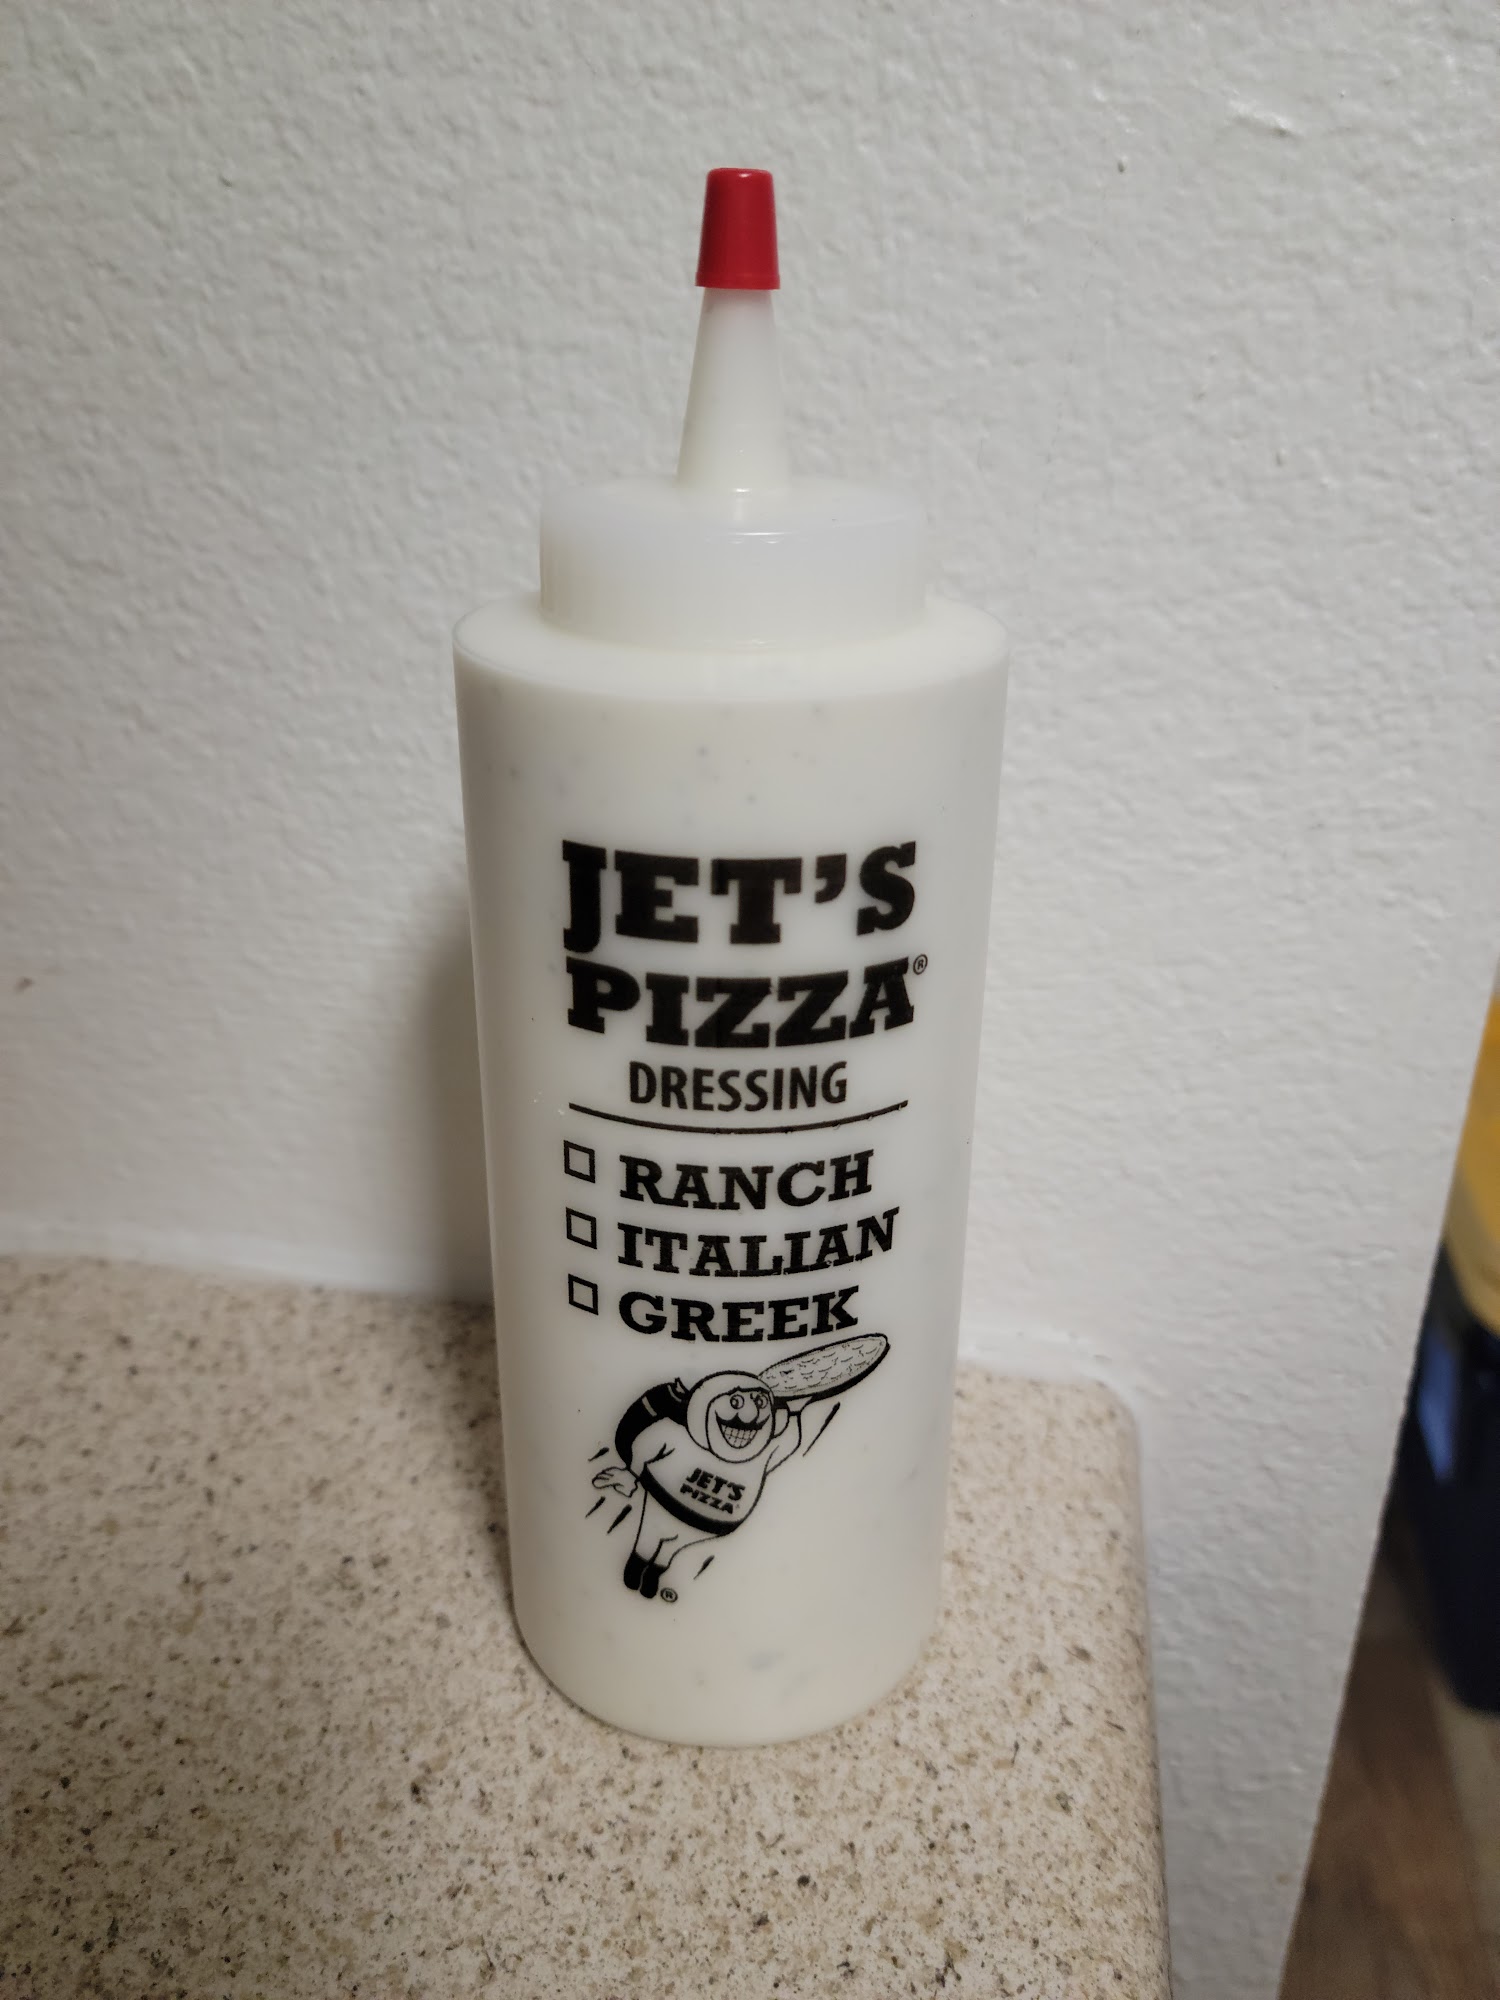 JET'S
PIZZA®
DRESSING
☐ RANCH
☐ ITALIAN
☐ GREEK
JET'S
PIZZA
®